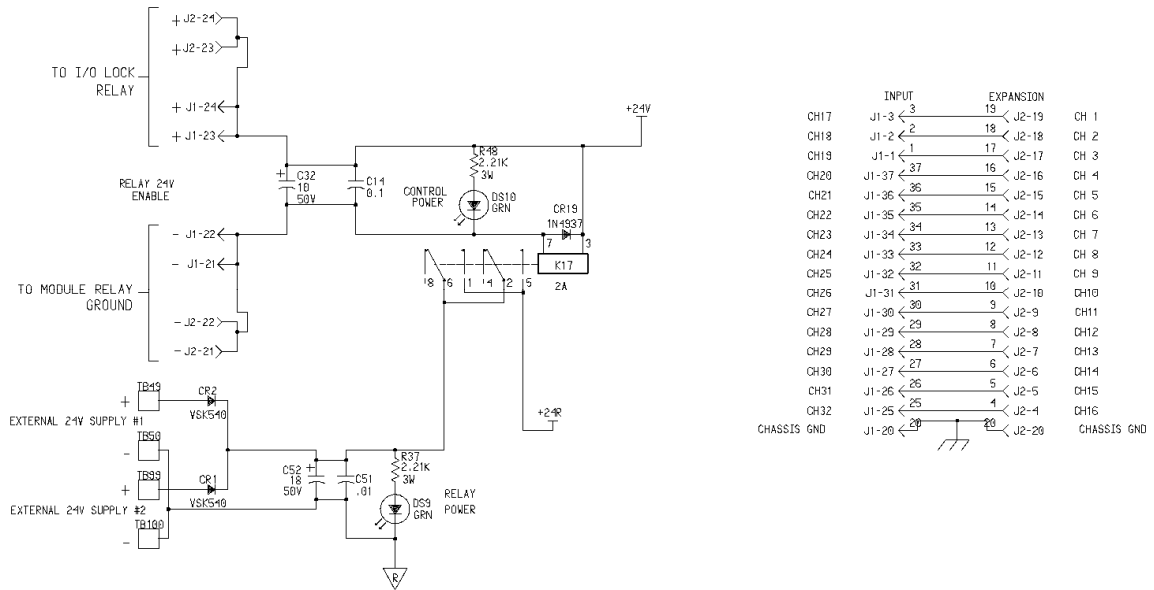 + J2-24
+ J2-23
TO I/O LOCK
RELAY
+ J1-24
+ J1-23
RELAY 24V
ENABLE
- J1-22
- J1-21
TO MODULE RELAY
GROUND
- J2-22
- J2-21
+24V
C32
10
50V
C14
0.1
R48
2.21K
3W
CONTROL
POWER
DS10
GRN
CR19
1N4937
7 3
K17
2A
8 6 1 4 2 5
+24R
TB49
+
EXTERNAL 24V SUPPLY #1
TB50
-
TB99
+
EXTERNAL 24V SUPPLY #2
TB100
-
CR2
VSK540
CR1
VSK540
C52
10
50V
C51
.01
R37
2.21K
3W
DS9
GRN
RELAY
POWER
R
INPUT EXPANSION
CH17 J1-3 3 19 J2-19 CH 1
CH18 J1-2 2 18 J2-18 CH 2
CH19 J1-1 1 17 J2-17 CH 3
CH20 J1-37 37 16 J2-16 CH 4
CH21 J1-36 36 15 J2-15 CH 5
CH22 J1-35 35 14 J2-14 CH 6
CH23 J1-34 34 13 J2-13 CH 7
CH24 J1-33 33 12 J2-12 CH 8
CH25 J1-32 32 11 J2-11 CH 9
CH26 J1-31 31 10 J2-10 CH10
CH27 J1-30 30 9 J2-9 CH11
CH28 J1-29 29 8 J2-8 CH12
CH29 J1-28 28 7 J2-7 CH13
CH30 J1-27 27 6 J2-6 CH14
CH31 J1-26 26 5 J2-5 CH15
CH32 J1-25 25 4 J2-4 CH16
CHASSIS GND J1-20 20 20 J2-20 CHASSIS GND